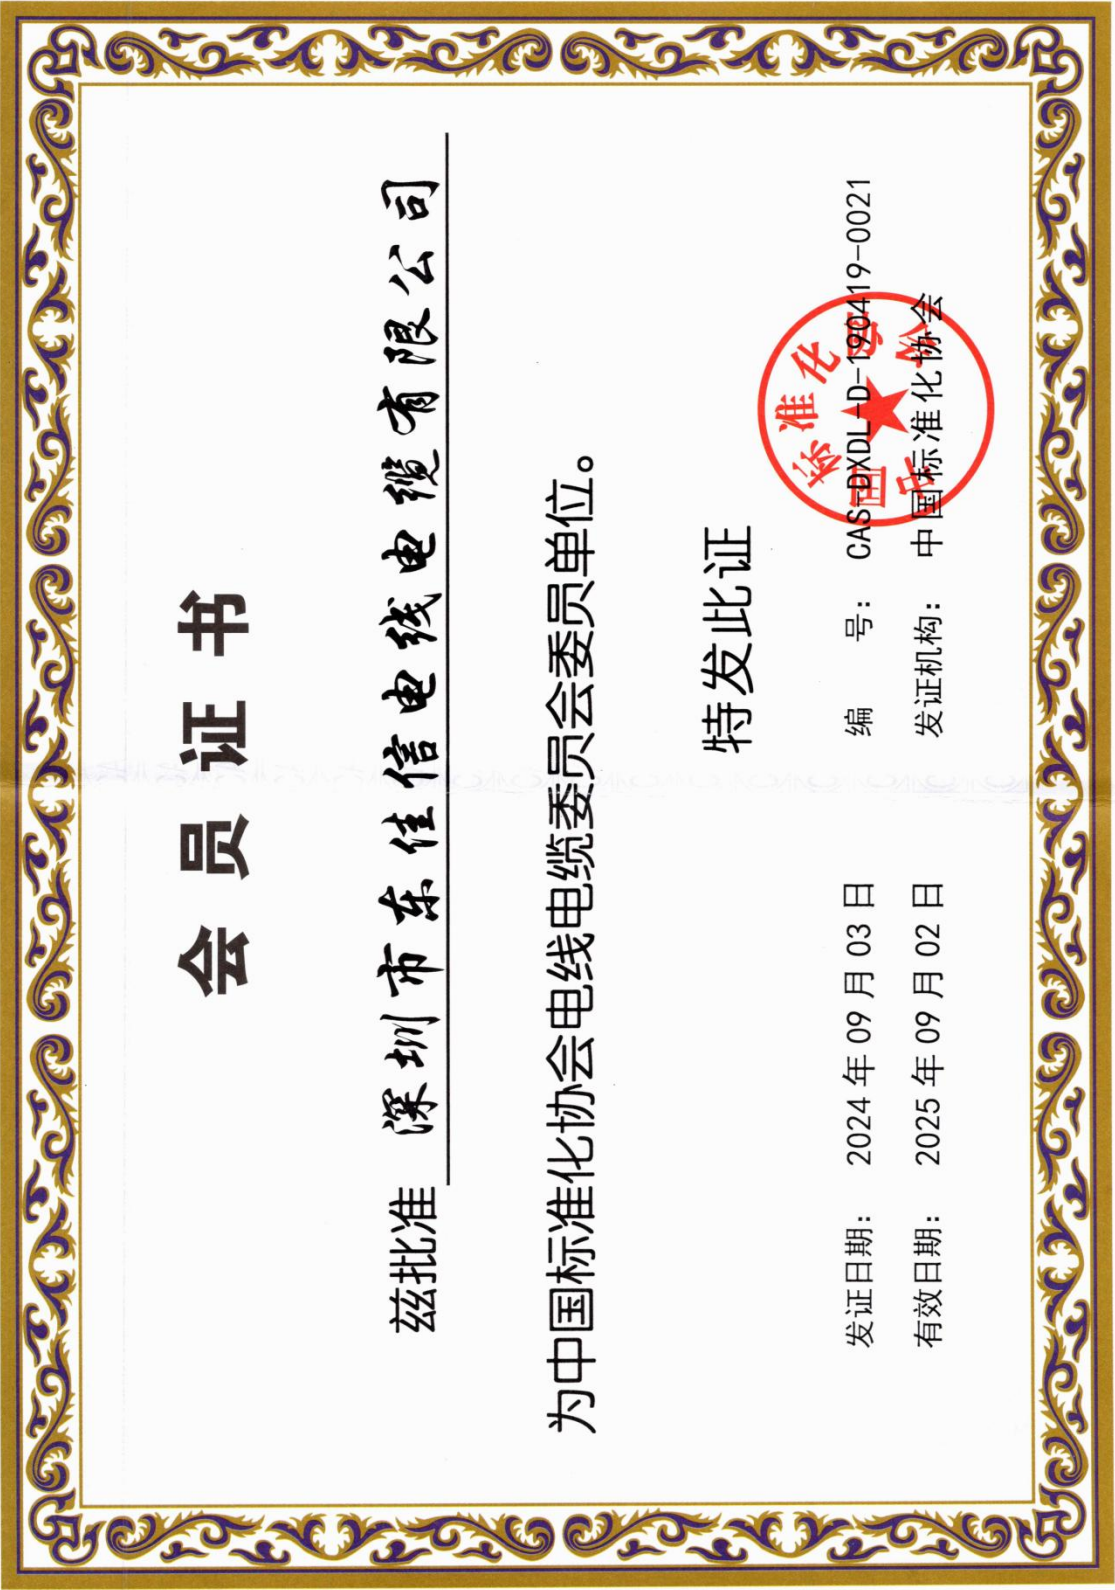 会员证书
兹批准 深圳市东佳信电线电缆有限公司
为中国标准化协会电线电缆委员会委员单位。
特发此证
发证日期： 2024 年 09 月 03 日 编 号： CAS-DXDL-D-190419-0021
有效日期： 2025 年 09 月 02 日 发证机构： 中国标准化协会
中国标准化协会